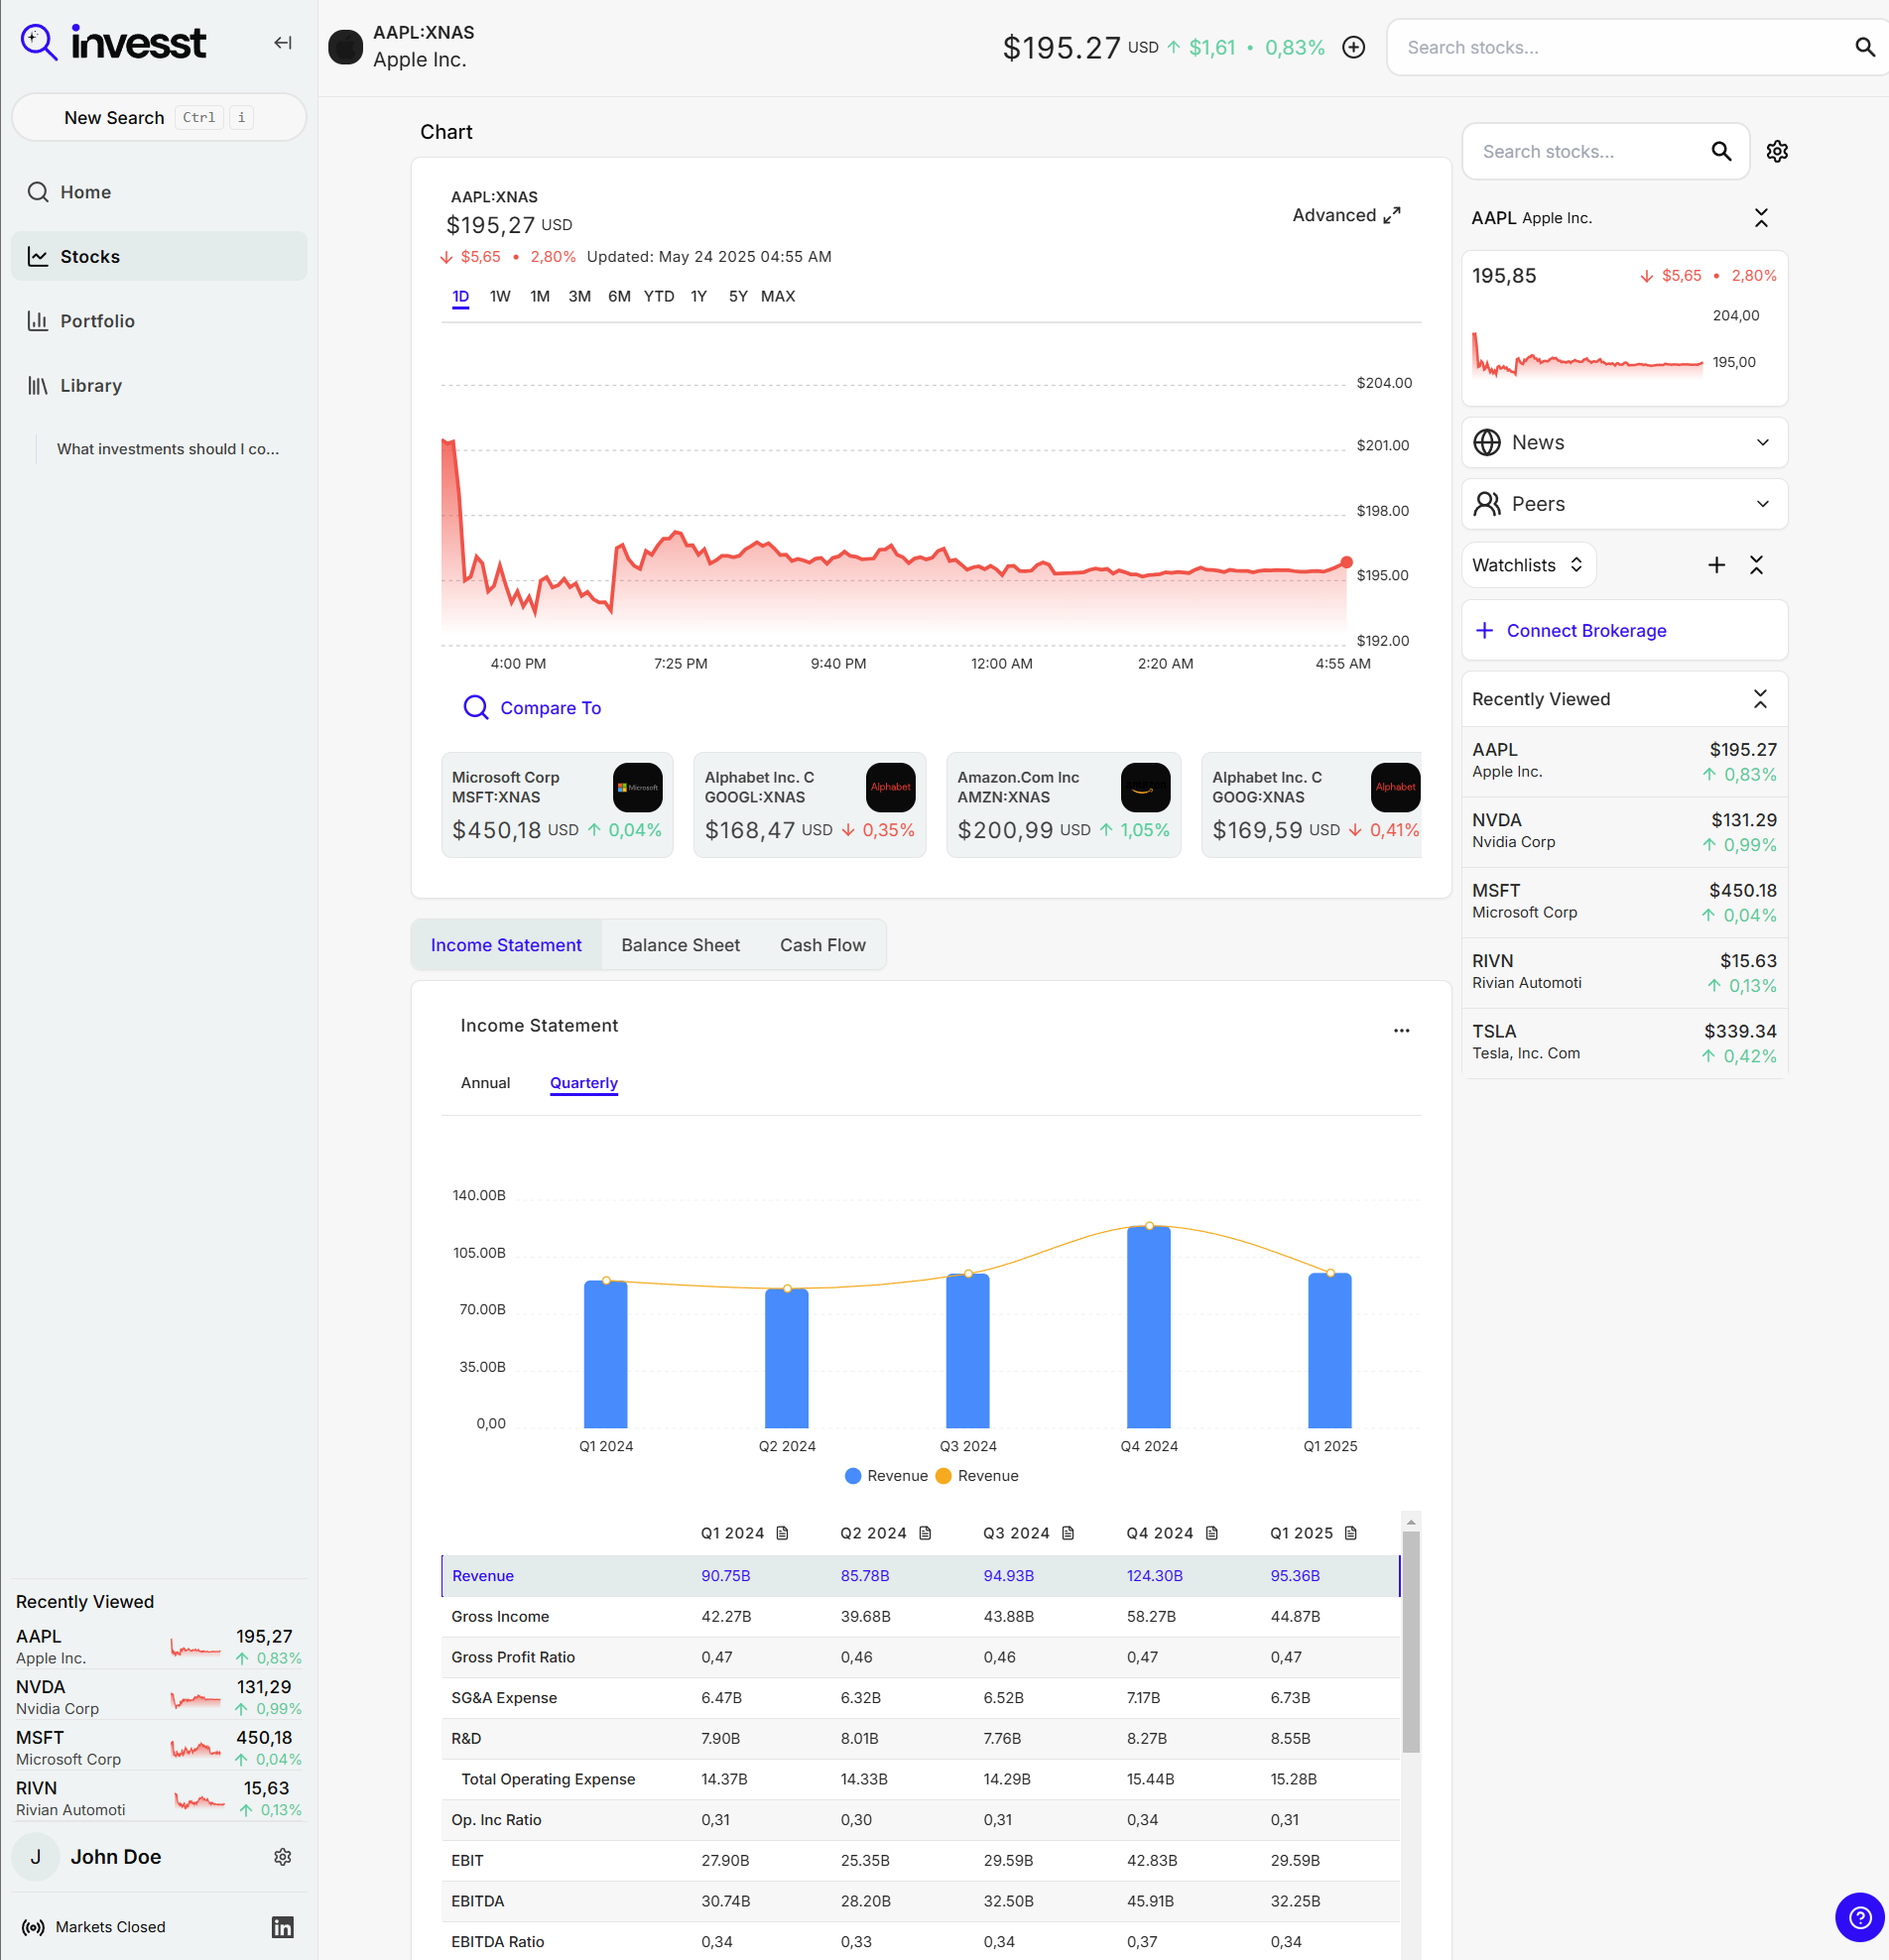 invesst
New Search Ctrl i
Home
Stocks
Portfolio
Library
What investments should I co...
Recently Viewed
AAPL 195,27
Apple Inc. 0,83%
NVDA 131,29
Nvidia Corp 0,99%
MSFT 450,18
Microsoft Corp 0,04%
RIVN 15,63
Rivian Automoti 0,13%
J John Doe
Markets Closed in
AAPL:XNAS
Apple Inc.
$195.27 USD ↑ $1,61 • 0,83%
Search stocks...
Chart
AAPL:XNAS
$195,27 USD
Advanced
↓ $5,65 • 2,80% Updated: May 24 2025 04:55 AM
1D 1W 1M 3M 6M YTD 1Y 5Y MAX
$204.00
$201.00
$198.00
$195.00
$192.00
4:00 PM 7:25 PM 9:40 PM 12:00 AM 2:20 AM 4:55 AM
Compare To
Microsoft Corp
MSFT:XNAS
Microsoft
$450,18 USD ↑ 0,04%
Alphabet Inc. C
GOOGL:XNAS
Alphabet
$168,47 USD ↓ 0,35%
Amazon.Com Inc
AMZN:XNAS
$200,99 USD ↑ 1,05%
Alphabet Inc. C
GOOG:XNAS
Alphabet
$169,59 USD ↓ 0,41%
Income Statement Balance Sheet Cash Flow
Income Statement
...
Annual Quarterly
140.00B
105.00B
70.00B
35.00B
0,00
Q1 2024 Q2 2024 Q3 2024 Q4 2024 Q1 2025
Revenue Revenue
Q1 2024 Q2 2024 Q3 2024 Q4 2024 Q1 2025
Revenue 90.75B 85.78B 94.93B 124.30B 95.36B
Gross Income 42.27B 39.68B 43.88B 58.27B 44.87B
Gross Profit Ratio 0,47 0,46 0,46 0,47 0,47
SG&A Expense 6.47B 6.32B 6.52B 7.17B 6.73B
R&D 7.90B 8.01B 7.76B 8.27B 8.55B
Total Operating Expense 14.37B 14.33B 14.29B 15.44B 15.28B
Op. Inc Ratio 0,31 0,30 0,31 0,34 0,31
EBIT 27.90B 25.35B 29.59B 42.83B 29.59B
EBITDA 30.74B 28.20B 32.50B 45.91B 32.25B
EBITDA Ratio 0,34 0,33 0,34 0,37 0,34
Search stocks...
AAPL Apple Inc.
195,85 ↓ $5,65 • 2,80%
204,00
195,00
News
Peers
Watchlists
Connect Brokerage
Recently Viewed
AAPL $195.27
Apple Inc. ↑ 0,83%
NVDA $131.29
Nvidia Corp ↑ 0,99%
MSFT $450.18
Microsoft Corp ↑ 0,04%
RIVN $15.63
Rivian Automoti ↑ 0,13%
TSLA $339.34
Tesla, Inc. Com ↑ 0,42%
?